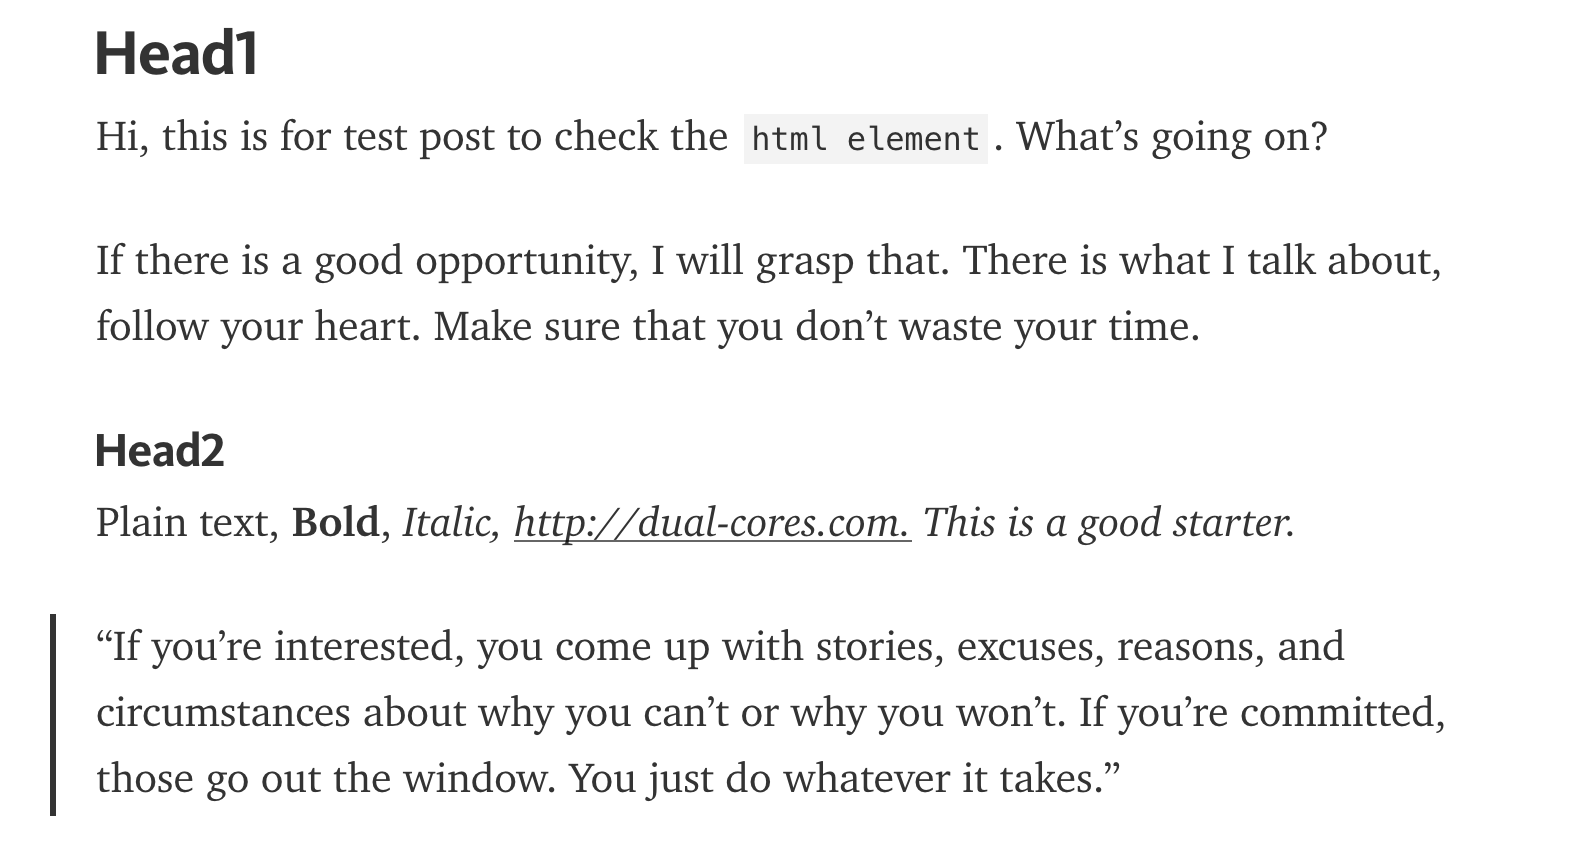 Head1
Hi, this is for test post to check the html element. What’s going on?
If there is a good opportunity, I will grasp that. There is what I talk about,
follow your heart. Make sure that you don’t waste your time.
Head2
Plain text, Bold, Italic, http://dual-cores.com. This is a good starter.
“If you’re interested, you come up with stories, excuses, reasons, and
circumstances about why you can’t or why you won’t. If you’re committed,
those go out the window. You just do whatever it takes.”